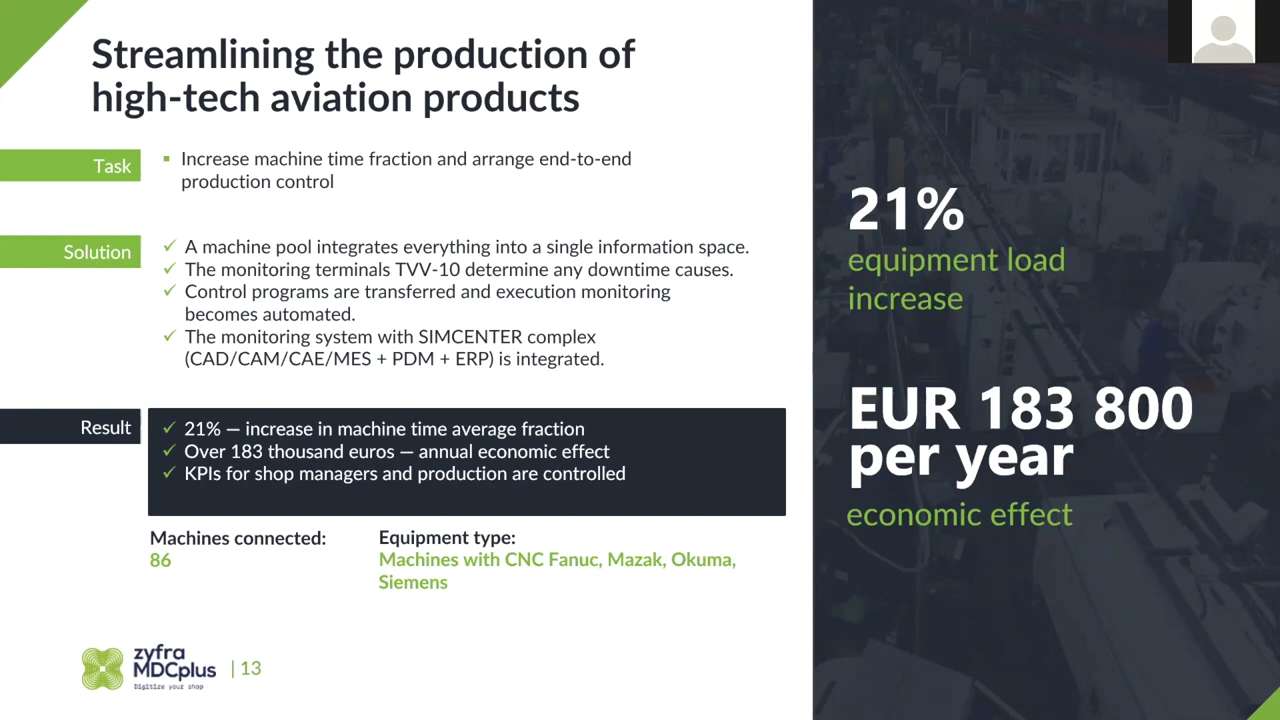 Streamlining the production of
high-tech aviation products
Task
▪ Increase machine time fraction and arrange end-to-end
production control
Solution
✓ A machine pool integrates everything into a single information space.
✓ The monitoring terminals TVV-10 determine any downtime causes.
✓ Control programs are transferred and execution monitoring
becomes automated.
✓ The monitoring system with SIMCENTER complex
(CAD/CAM/CAE/MES + PDM + ERP) is integrated.
Result
✓ 21% — increase in machine time average fraction
✓ Over 183 thousand euros — annual economic effect
✓ KPIs for shop managers and production are controlled
Machines connected:
86
Equipment type:
Machines with CNC Fanuc, Mazak, Okuma,
Siemens
zyfra
MDCplus
Digitize your shop
| 13
21%
equipment load
increase
EUR 183 800
per year
economic effect